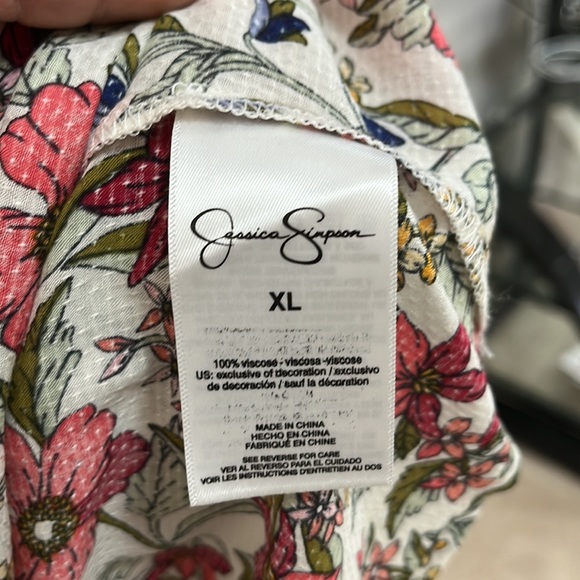 Jessica Simpson
XL
100% viscose - viscosa -viscose
US: exclusive of decoration / exclusivo
de decoración / sauf la décoration
MADE IN CHINA
HECHO EN CHINA
FABRIQUÉ EN CHINE
SEE REVERSE FOR CARE
VER AL REVERSO PARA EL CUIDADO
VOIR LES INSTRUCTIONS D'ENTRETIEN AU DOS